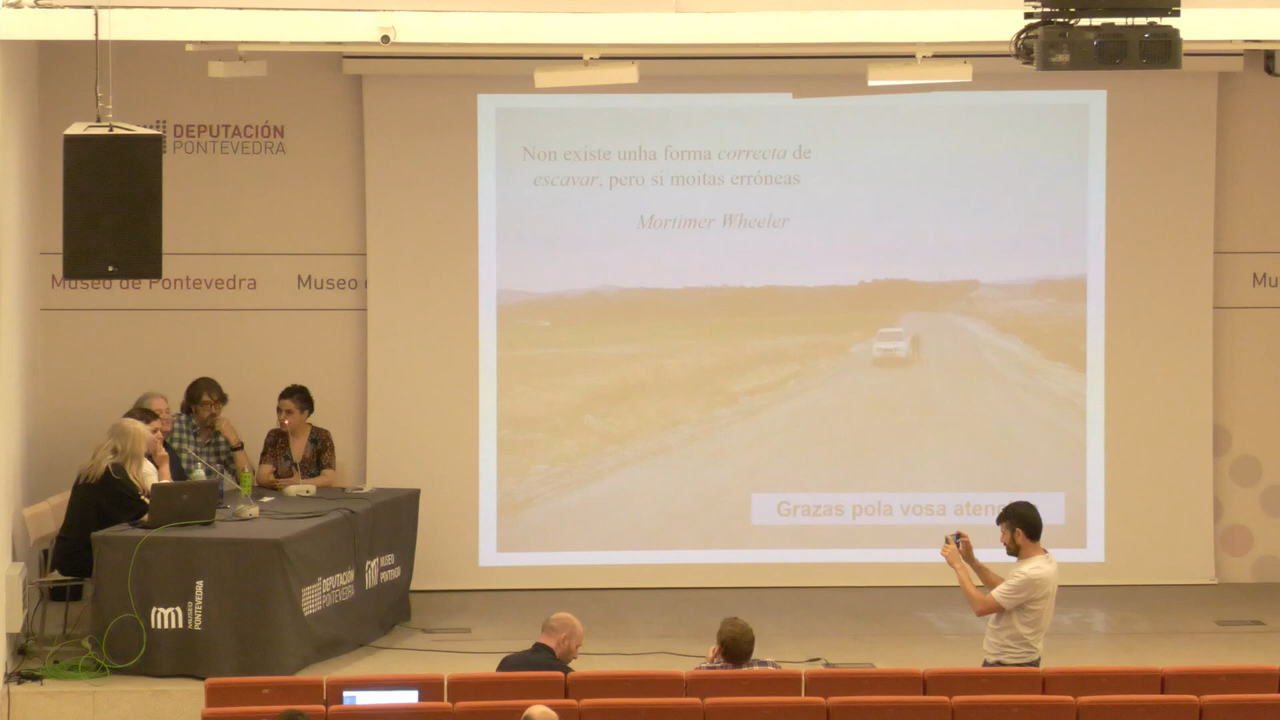 DEPUTACIÓN
PONTEVEDRA
Museo de Pontevedra
Museo
Mu
Non existe unha forma correcta de
escavar, pero si moitas erróneas
Mortimer Wheeler
Grazas pola vosa aten
DEPUTACIÓN
PONTEVEDRA
MUSEO
MUSEO
PONTEVEDRA